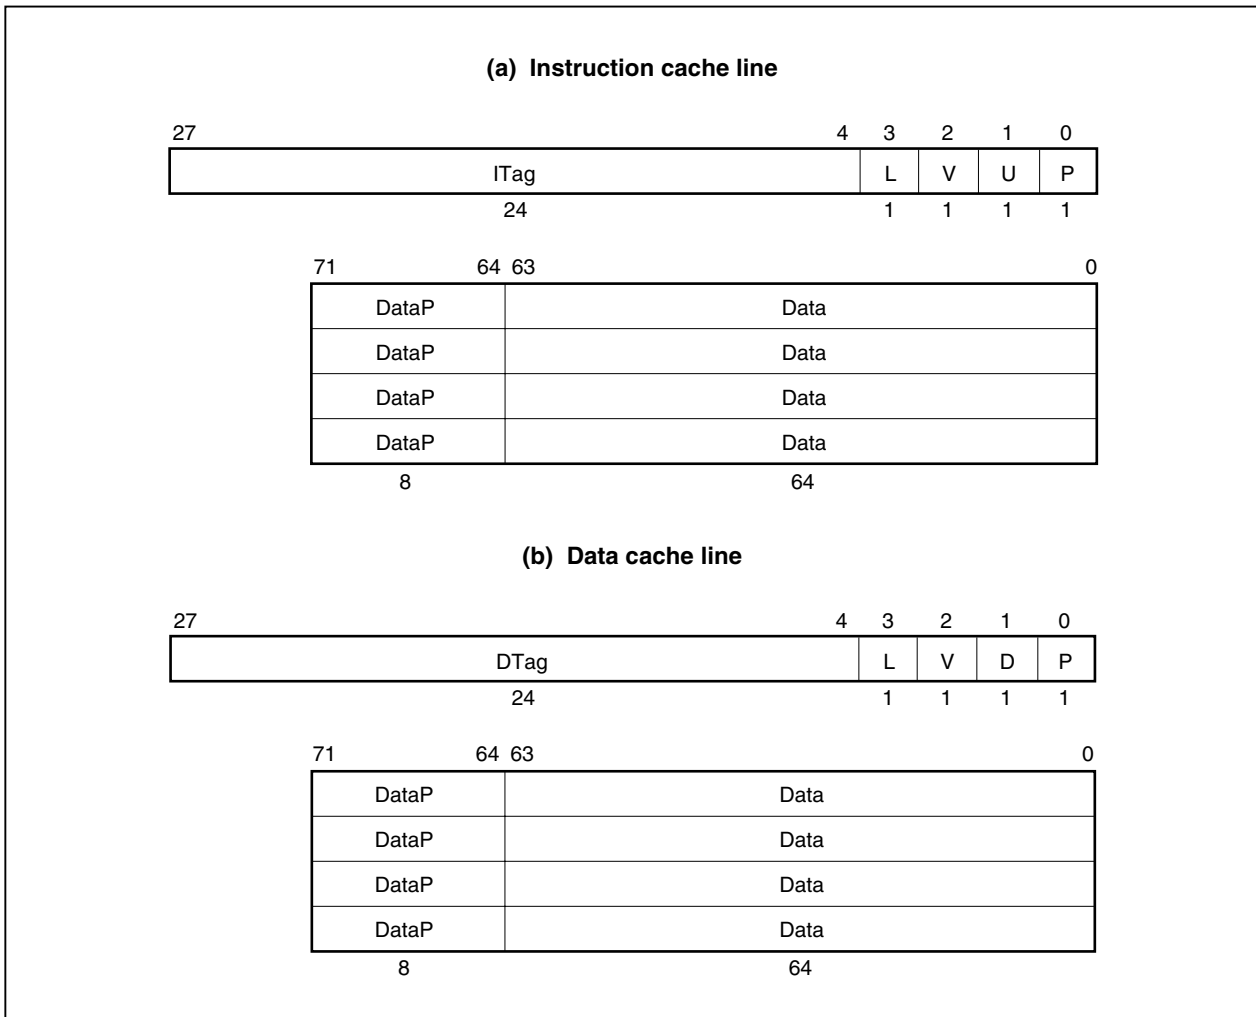 (a) Instruction cache line
27 4 3 2 1 0
ITag L V U P
24 1 1 1 1
71 64 63 0
DataP Data
DataP Data
DataP Data
DataP Data
8 64
(b) Data cache line
27 4 3 2 1 0
DTag L V D P
24 1 1 1 1
71 64 63 0
DataP Data
DataP Data
DataP Data
DataP Data
8 64